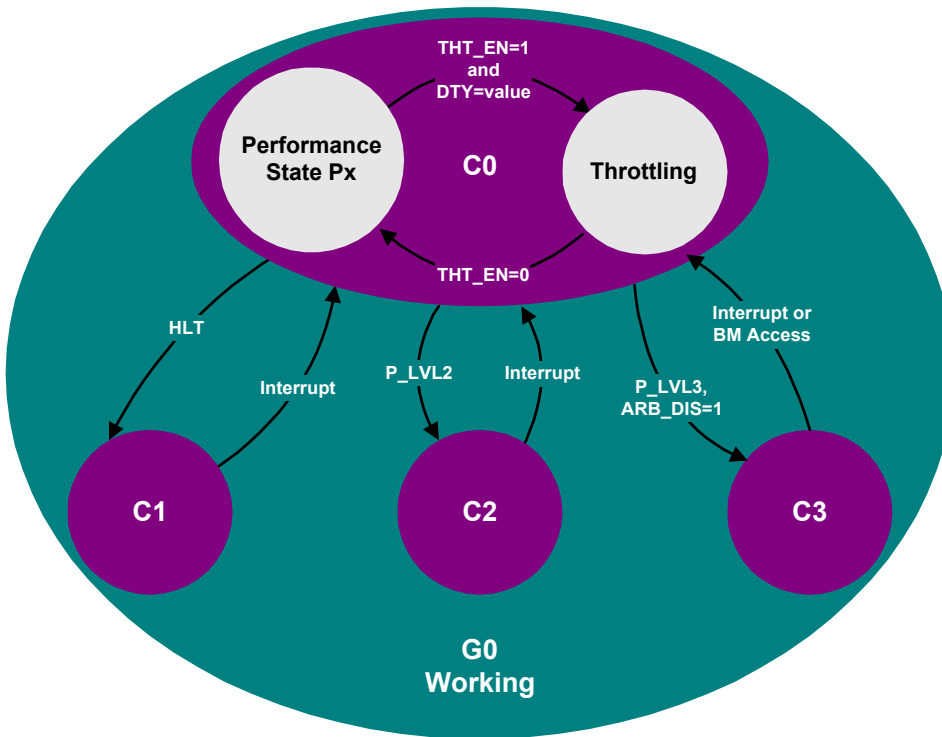 THT_EN=1
and
DTY=value
Performance
State Px
C0
Throttling
THT_EN=0
HLT
Interrupt
P_LVL2
Interrupt
P_LVL3,
ARB_DIS=1
Interrupt or
BM Access
C1
C2
C3
G0
Working